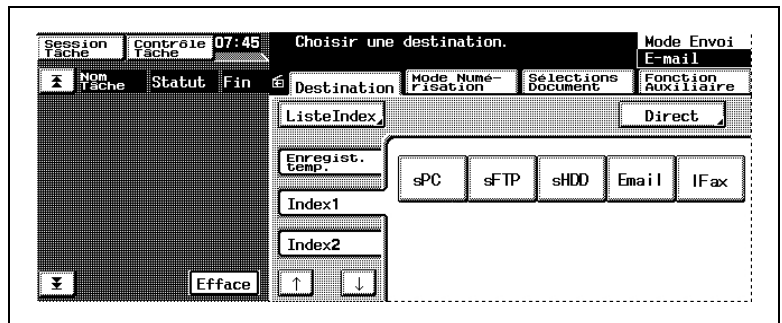 Session Tâche
Contrôle Tâche
07:45
Choisir une destination.
Mode Envoi
E-mail
Nom Tâche
Statut
Fin
Destination
Mode Numé-
risation
Sélections
Document
Fonction
Auxiliaire
ListeIndex
Direct
Enregist.
temp.
sPC
sFTP
sHDD
Email
IFax
Index1
Index2
Efface
↑
↓